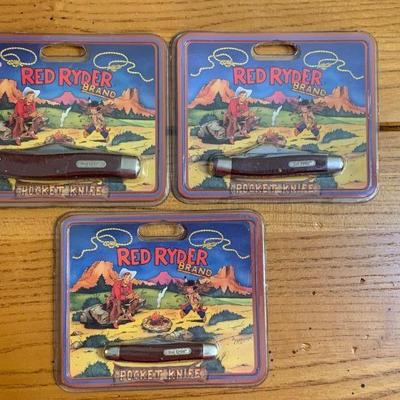 RED RYDER
BRAND
POCKET KNIFE
RED RYDER
BRAND
POCKET KNIFE
RED RYDER
BRAND
POCKET KNIFE